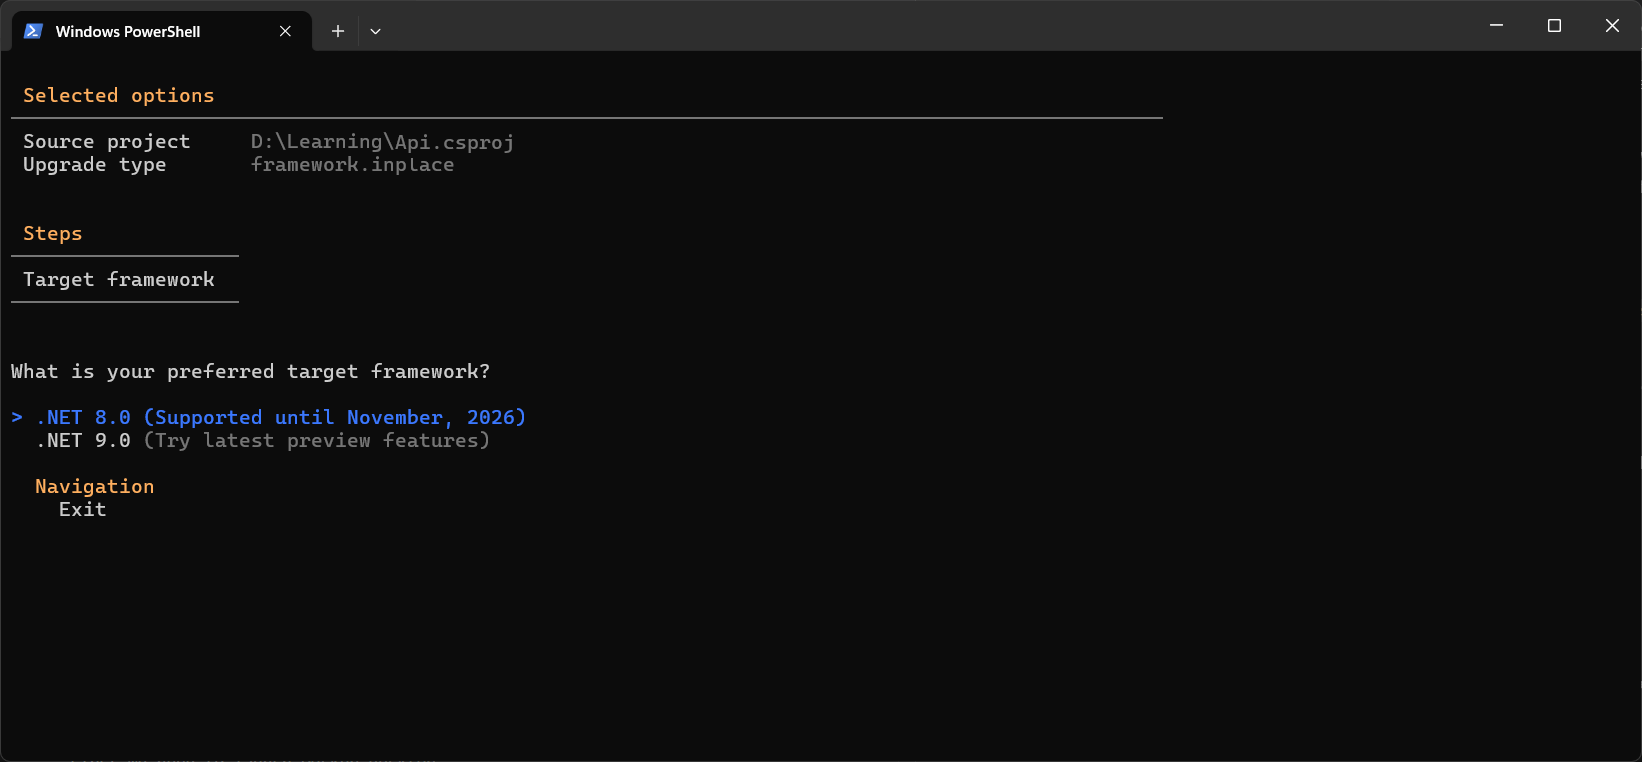 Windows PowerShell
Selected options
Source project D:\Learning\Api.csproj
Upgrade type framework.inplace
Steps
Target framework
What is your preferred target framework?
> .NET 8.0 (Supported until November, 2026)
.NET 9.0 (Try latest preview features)
Navigation
Exit